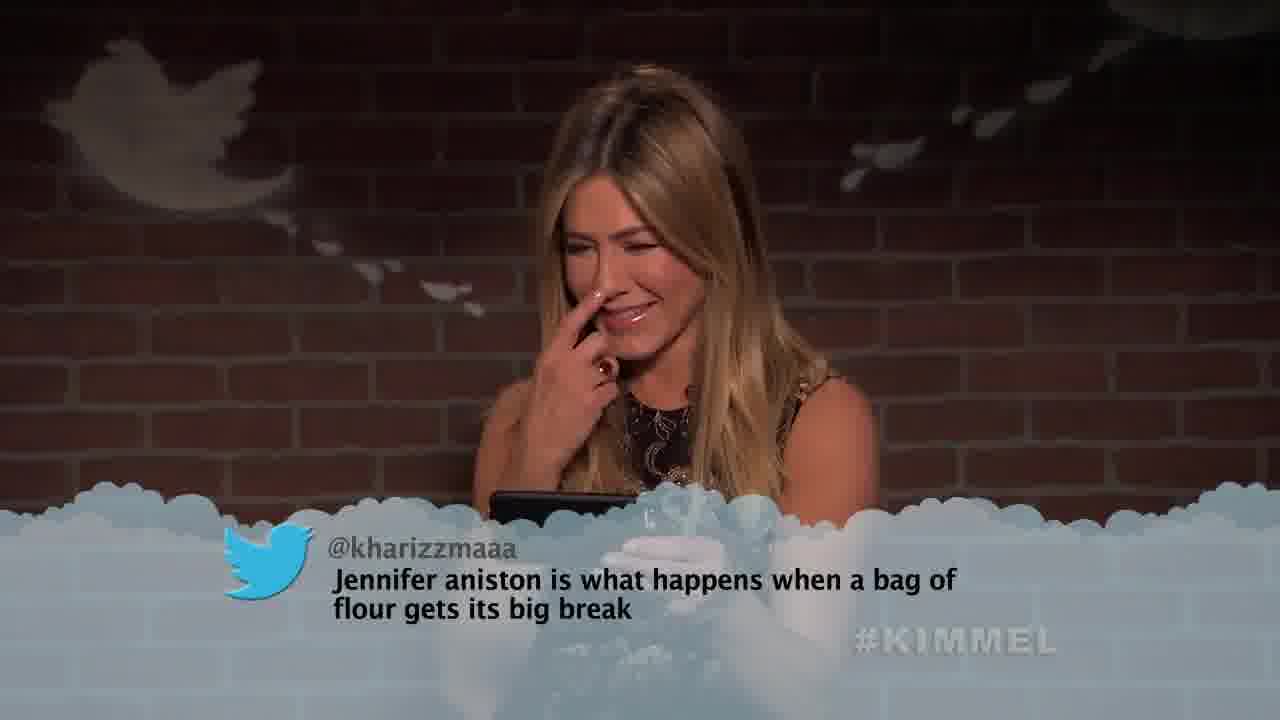 @kharizzmaaa
Jennifer aniston is what happens when a bag of
flour gets its big break
#KIMMEL